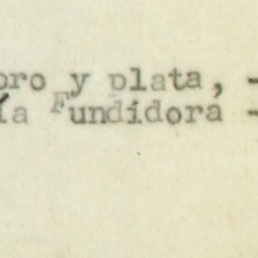 oro y plata, -
ía Fundidora -